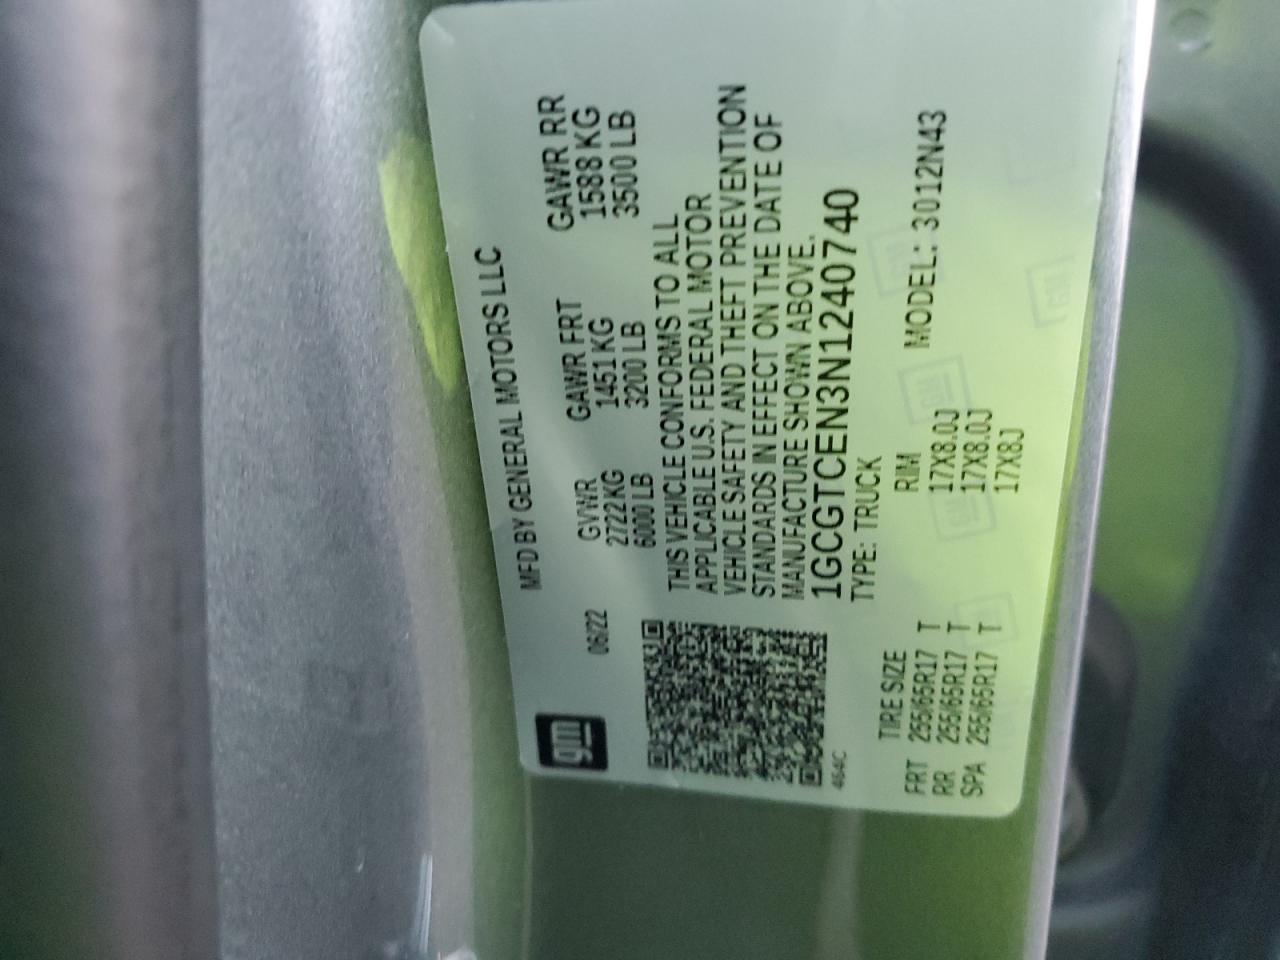 gm
06/22
MFD BY GENERAL MOTORS LLC
GVWR GAWR FRT GAWR RR
2722 KG 1451 KG 1588 KG
6000 LB 3200 LB 3500 LB
THIS VEHICLE CONFORMS TO ALL
APPLICABLE U.S. FEDERAL MOTOR
VEHICLE SAFETY AND THEFT PREVENTION
STANDARDS IN EFFECT ON THE DATE OF
MANUFACTURE SHOWN ABOVE.
1GCGTCEN3N1240740
464C
TYPE: TRUCK
TIRE SIZE RIM MODEL: 3012N43
FRT 255/65R17 T 17X8.0J
RR 255/65R17 T 17X8.0J
SPA 255/65R17 T 17X8J